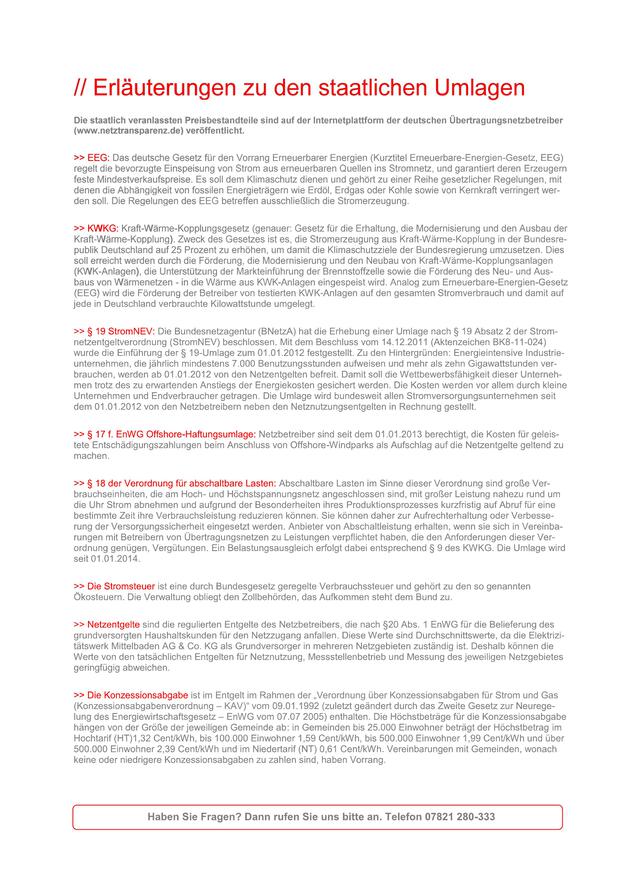 // Erläuterungen zu den staatlichen Umlagen
Die staatlich veranlassten Preisbestandteile sind auf der Internetplattform der deutschen Übertragungsnetzbetreiber
(www.netztransparenz.de) veröffentlicht.
>> EEG: Das deutsche Gesetz für den Vorrang Erneuerbarer Energien (Kurztitel Erneuerbare-Energien-Gesetz, EEG)
regelt die bevorzugte Einspeisung von Strom aus erneuerbaren Quellen ins Stromnetz, und garantiert deren Erzeugern
feste Mindestverkaufspreise. Es soll dem Klimaschutz dienen und gehört zu einer Reihe gesetzlicher Regelungen, mit
denen die Abhängigkeit von fossilen Energieträgern wie Erdöl, Erdgas oder Kohle sowie von Kernkraft verringert wer-
den soll. Die Regelungen des EEG betreffen ausschließlich die Stromerzeugung.
>> KWKG: Kraft-Wärme-Kopplungsgesetz (genauer: Gesetz für die Erhaltung, die Modernisierung und den Ausbau der
Kraft-Wärme-Kopplung). Zweck des Gesetzes ist es, die Stromerzeugung aus Kraft-Wärme-Kopplung in der Bundesre-
publik Deutschland auf 25 Prozent zu erhöhen, um damit die Klimaschutzziele der Bundesregierung umzusetzen. Dies
soll erreicht werden durch die Förderung, die Modernisierung und den Neubau von Kraft-Wärme-Kopplungsanlagen
(KWK-Anlagen), die Unterstützung der Markteinführung der Brennstoffzelle sowie die Förderung des Neu- und Aus-
baus von Wärmenetzen - in die Wärme aus KWK-Anlagen eingespeist wird. Analog zum Erneuerbare-Energien-Gesetz
(EEG) wird die Förderung der Betreiber von testierten KWK-Anlagen auf den gesamten Stromverbrauch und damit auf
jede in Deutschland verbrauchte Kilowattstunde umgelegt.
>> § 19 StromNEV: Die Bundesnetzagentur (BNetzA) hat die Erhebung einer Umlage nach § 19 Absatz 2 der Strom-
netzentgeltverordnung (StromNEV) beschlossen. Mit dem Beschluss vom 14.12.2011 (Aktenzeichen BK8-11-024)
wurde die Einführung der § 19-Umlage zum 01.01.2012 festgestellt. Zu den Hintergründen: Energieintensive Industrie-
unternehmen, die jährlich mindestens 7.000 Benutzungsstunden aufweisen und mehr als zehn Gigawattstunden ver-
brauchen, werden ab 01.01.2012 von den Netzentgelten befreit. Damit soll die Wettbewerbsfähigkeit dieser Unterneh-
men trotz des zu erwartenden Anstiegs der Energiekosten gesichert werden. Die Kosten werden vor allem durch kleine
Unternehmen und Endverbraucher getragen. Die Umlage wird bundesweit allen Stromversorgungsunternehmen seit
dem 01.01.2012 von den Netzbetreibern neben den Netznutzungsentgelten in Rechnung gestellt.
>> § 17 f. EnWG Offshore-Haftungsumlage: Netzbetreiber sind seit dem 01.01.2013 berechtigt, die Kosten für geleis-
tete Entschädigungszahlungen beim Anschluss von Offshore-Windparks als Aufschlag auf die Netzentgelte geltend zu
machen.
>> § 18 der Verordnung für abschaltbare Lasten: Abschaltbare Lasten im Sinne dieser Verordnung sind große Ver-
brauchseinheiten, die am Hoch- und Höchstspannungsnetz angeschlossen sind, mit großer Leistung nahezu rund um
die Uhr Strom abnehmen und aufgrund der Besonderheiten ihres Produktionsprozesses kurzfristig auf Abruf für eine
bestimmte Zeit ihre Verbrauchsleistung reduzieren können. Sie können daher zur Aufrechterhaltung oder Verbesse-
rung der Versorgungssicherheit eingesetzt werden. Anbieter von Abschaltleistung erhalten, wenn sie sich in Vereinba-
rungen mit Betreibern von Übertragungsnetzen zu Leistungen verpflichtet haben, die den Anforderungen dieser Ver-
ordnung genügen, Vergütungen. Ein Belastungsausgleich erfolgt dabei entsprechend § 9 des KWKG. Die Umlage wird
seit 01.01.2014.
>> Die Stromsteuer ist eine durch Bundesgesetz geregelte Verbrauchssteuer und gehört zu den so genannten
Ökosteuern. Die Verwaltung obliegt den Zollbehörden, das Aufkommen steht dem Bund zu.
>> Netzentgelte sind die regulierten Entgelte des Netzbetreibers, die nach §20 Abs. 1 EnWG für die Belieferung des
grundversorgten Haushaltskunden für den Netzzugang anfallen. Diese Werte sind Durchschnittswerte, da die Elektrizi-
tätswerk Mittelbaden AG & Co. KG als Grundversorger in mehreren Netzgebieten zuständig ist. Deshalb können die
Werte von den tatsächlichen Entgelten für Netznutzung, Messstellenbetrieb und Messung des jeweiligen Netzgebietes
geringfügig abweichen.
>> Die Konzessionsabgabe ist im Entgelt im Rahmen der „Verordnung über Konzessionsabgaben für Strom und Gas
(Konzessionsabgabenverordnung – KAV)“ vom 09.01.1992 (zuletzt geändert durch das Zweite Gesetz zur Neurege-
lung des Energiewirtschaftsgesetz – EnWG vom 07.07 2005) enthalten. Die Höchstbeträge für die Konzessionsabgabe
hängen von der Größe der jeweiligen Gemeinde ab: in Gemeinden bis 25.000 Einwohner beträgt der Höchstbetrag im
Hochtarif (HT)1,32 Cent/kWh, bis 100.000 Einwohner 1,59 Cent/kWh, bis 500.000 Einwohner 1,99 Cent/kWh und über
500.000 Einwohner 2,39 Cent/kWh und im Niedertarif (NT) 0,61 Cent/kWh. Vereinbarungen mit Gemeinden, wonach
keine oder niedrigere Konzessionsabgaben zu zahlen sind, haben Vorrang.
Haben Sie Fragen? Dann rufen Sie uns bitte an. Telefon 07821 280-333